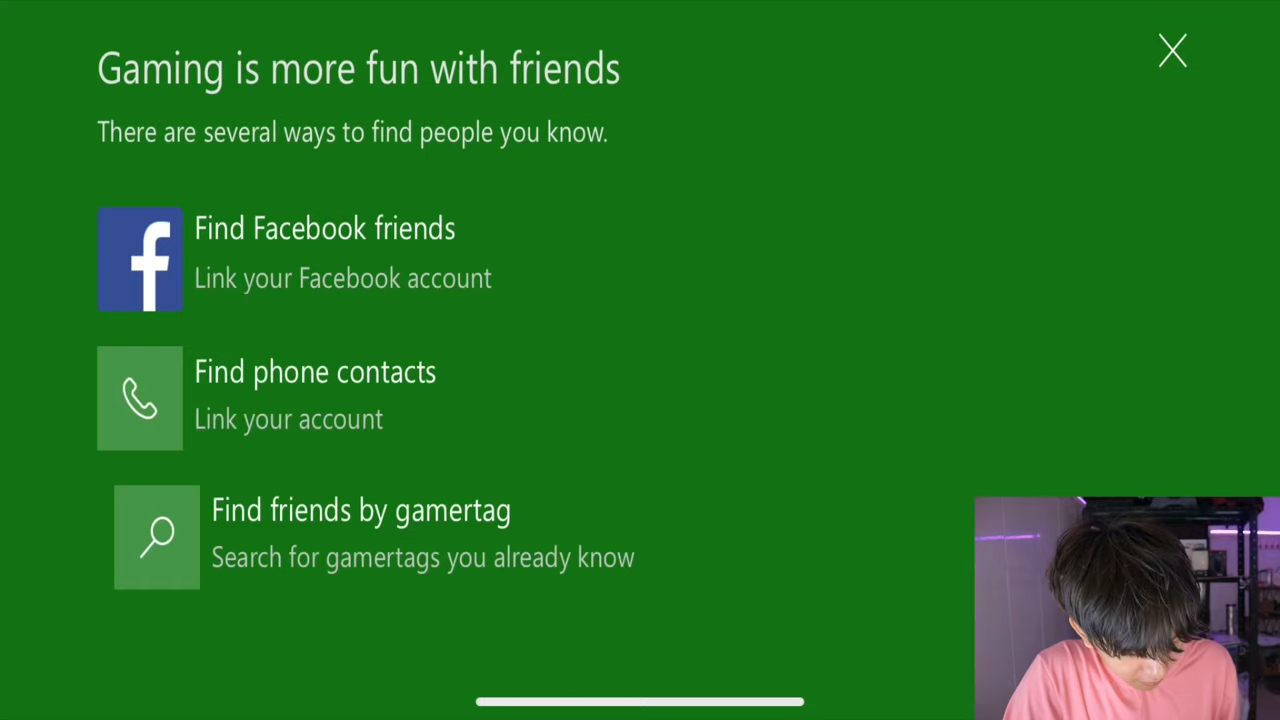 Gaming is more fun with friends
There are several ways to find people you know.
Find Facebook friends
Link your Facebook account
Find phone contacts
Link your account
Find friends by gamertag
Search for gamertags you already know